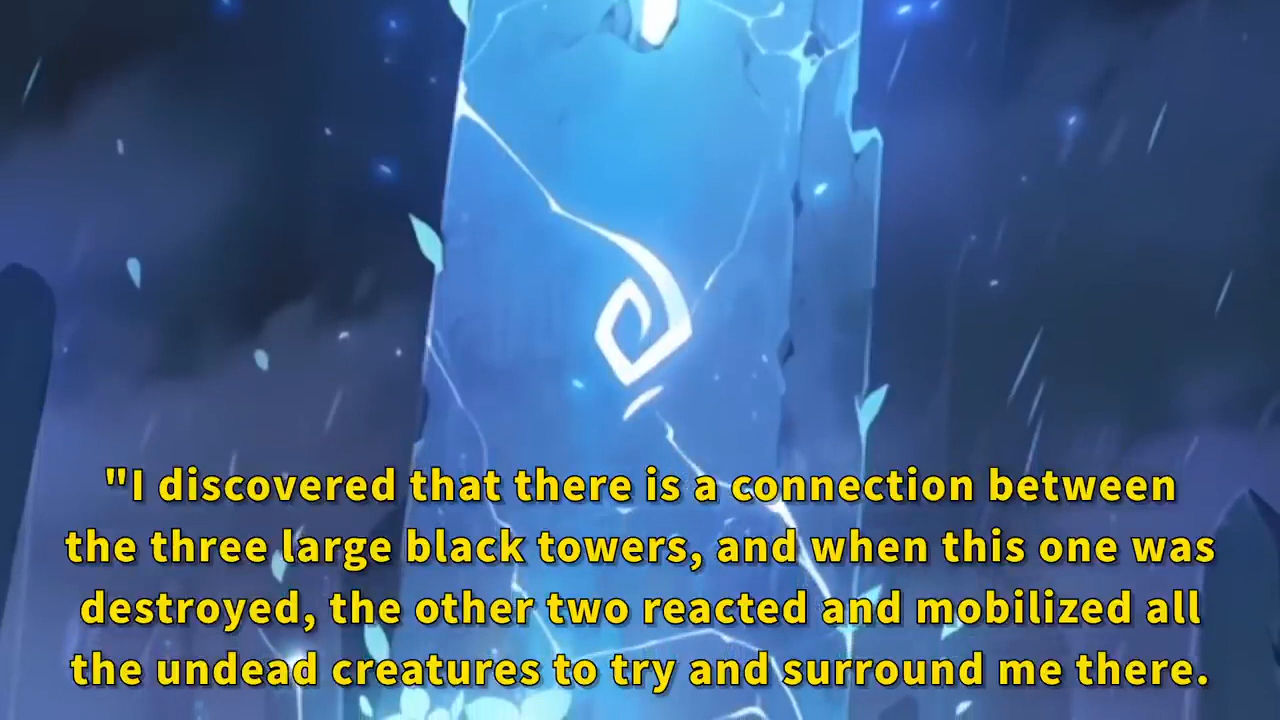 "I discovered that there is a connection between
the three large black towers, and when this one was
destroyed, the other two reacted and mobilized all
the undead creatures to try and surround me there.